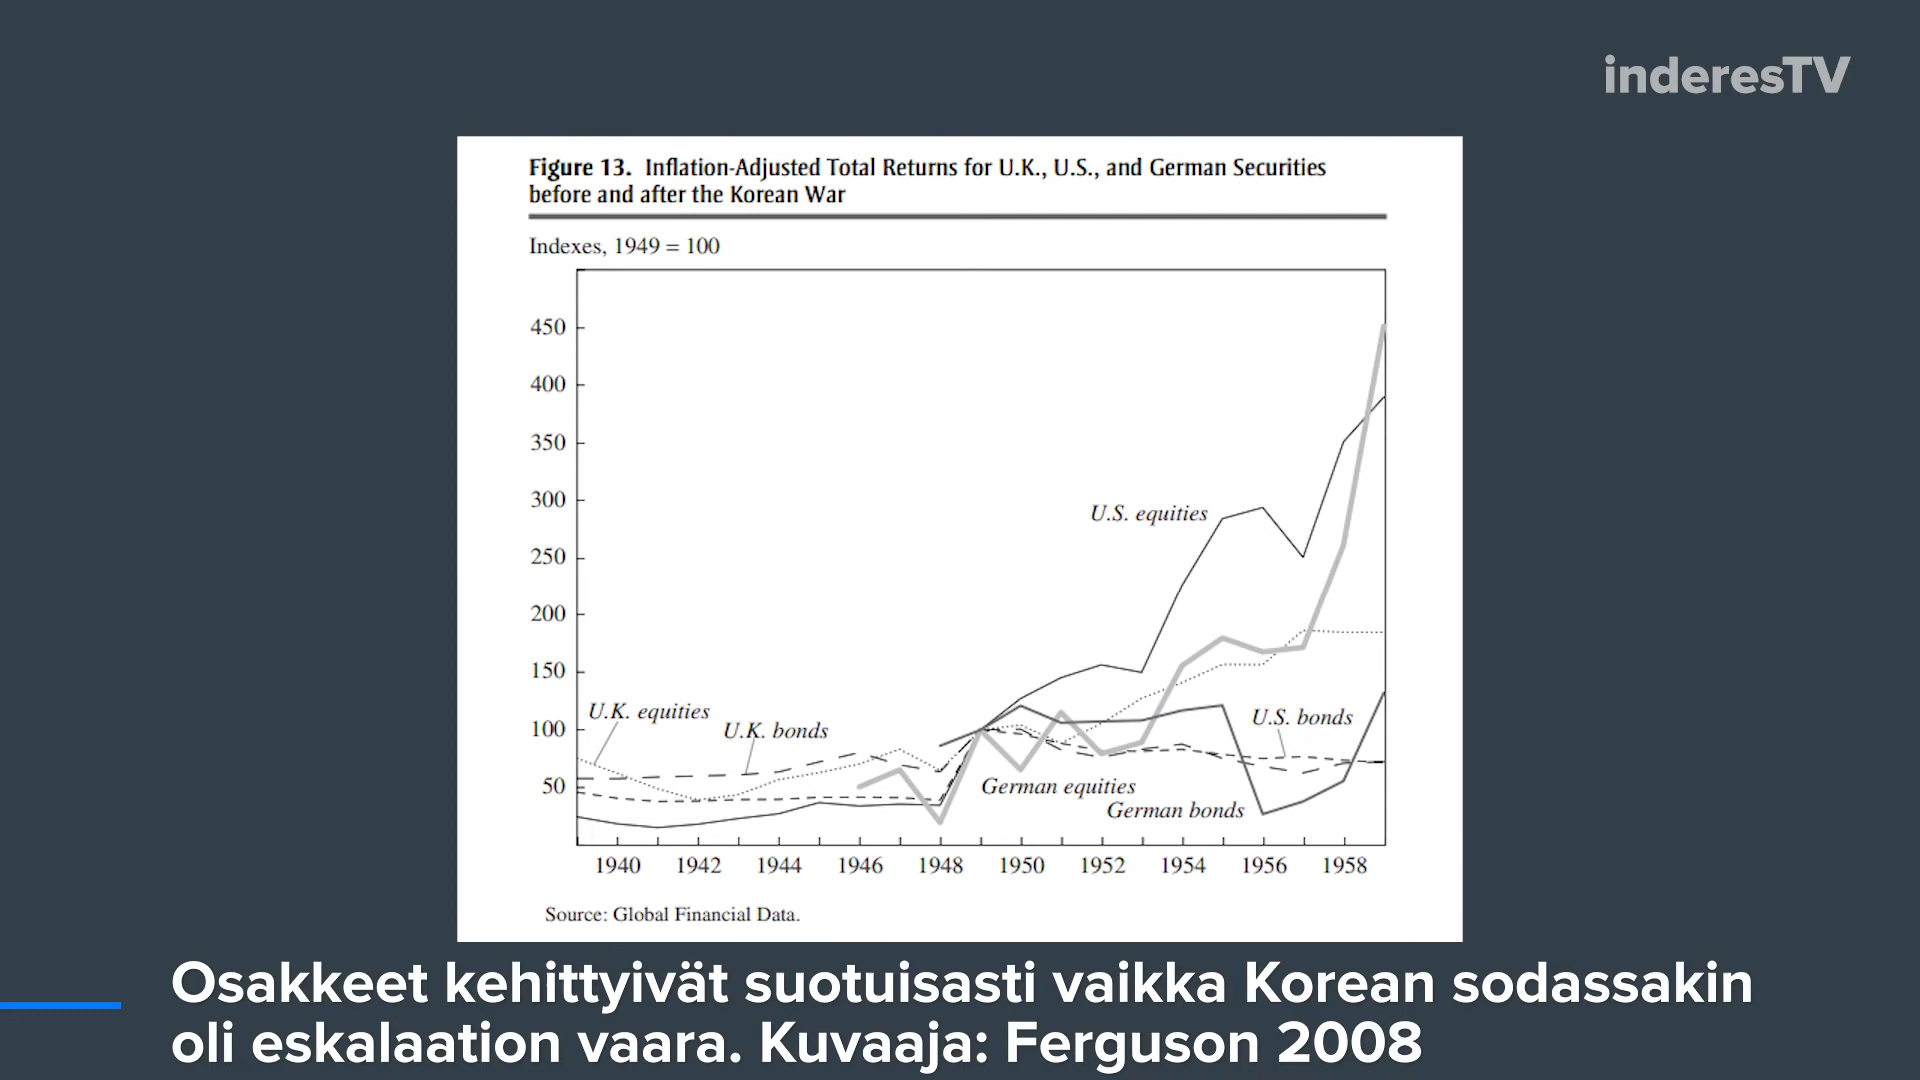 inderesTV
Figure 13. Inflation-Adjusted Total Returns for U.K., U.S., and German Securities
before and after the Korean War
Indexes, 1949 = 100
450
400
350
300
250
200
150
100
50
U.S. equities
U.K. equities
U.K. bonds
U.S. bonds
German equities
German bonds
1940 1942 1944 1946 1948 1950 1952 1954 1956 1958
Source: Global Financial Data.
Osakkeet kehittyivät suotuisasti vaikka Korean sodassakin
oli eskalaation vaara. Kuvaaja: Ferguson 2008